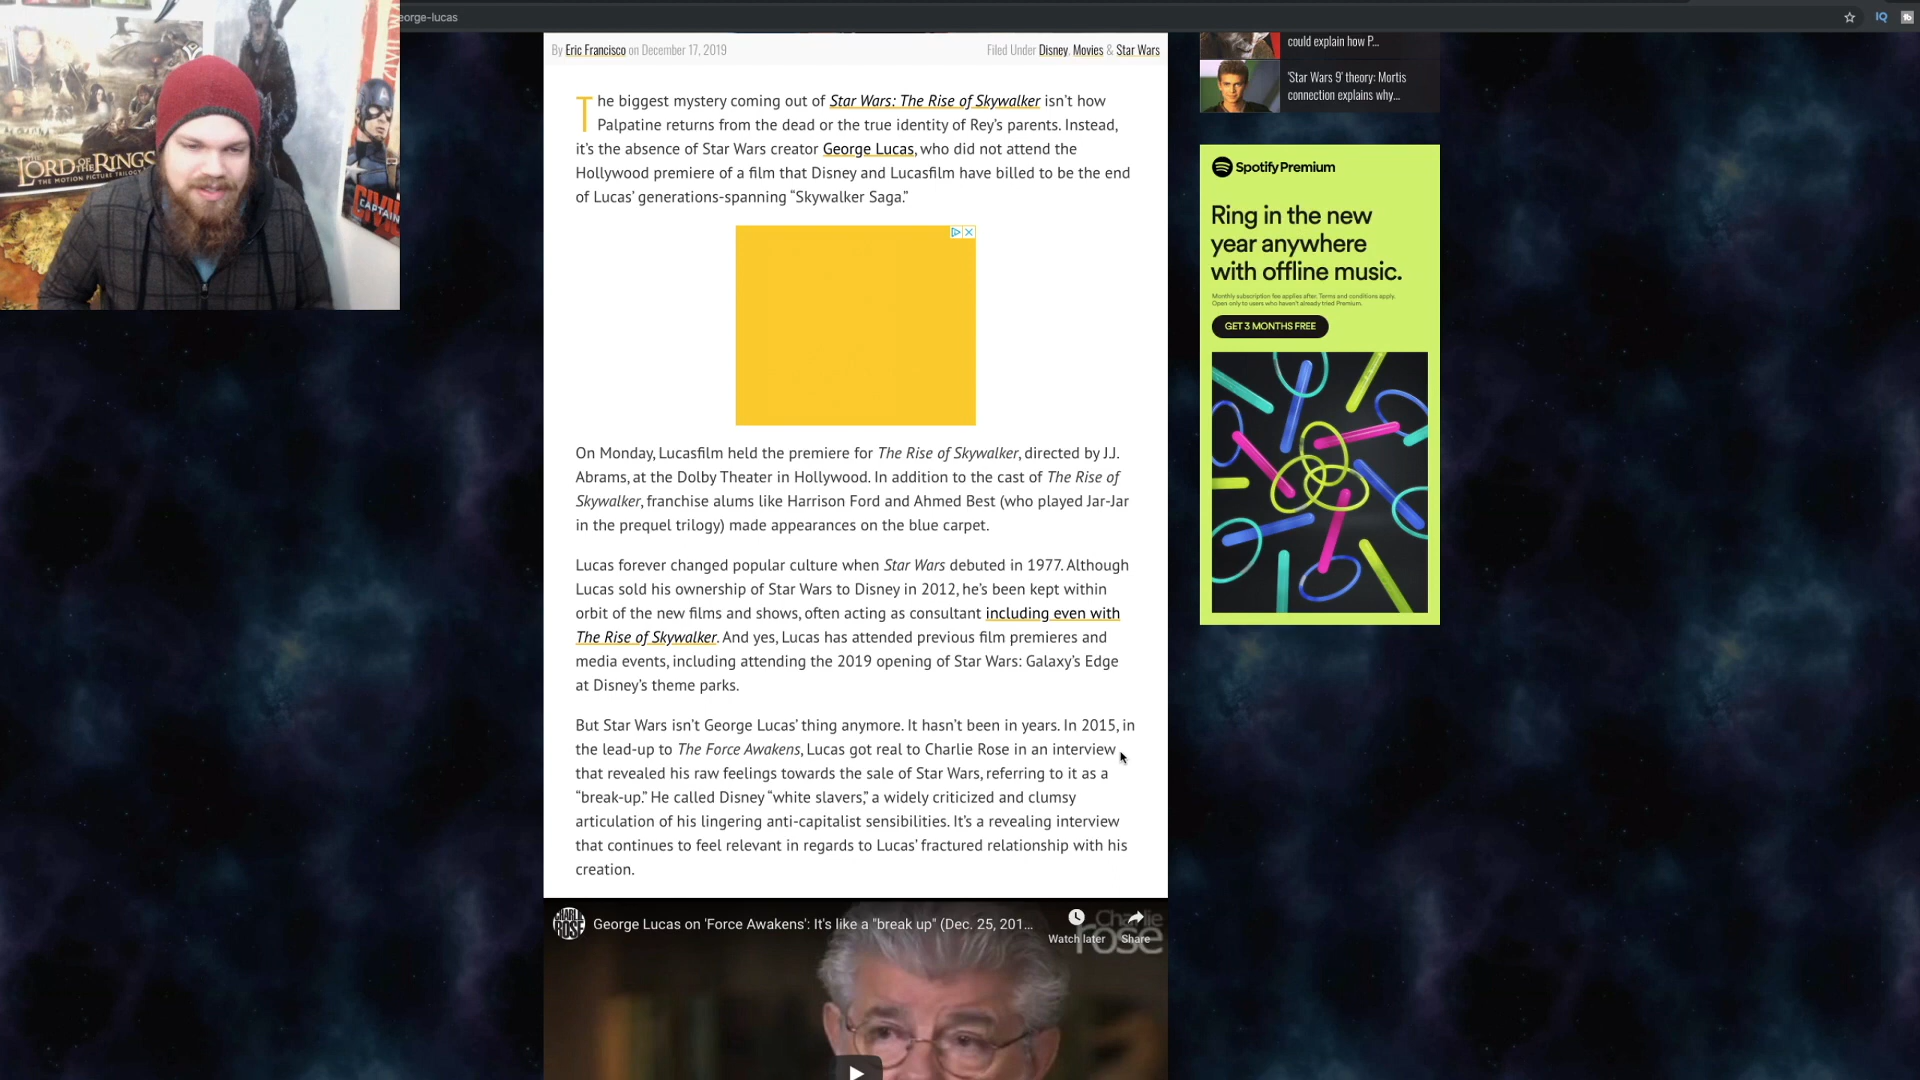 eorge-lucas
IQ
THE
LORD OF THE RINGS
THE MOTION PICTURE TRILOGY
CAPTAIN
CIVIL
By Eric Francisco on December 17, 2019
Filed Under Disney, Movies & Star Wars
The biggest mystery coming out of Star Wars: The Rise of Skywalker isn’t how
Palpatine returns from the dead or the true identity of Rey’s parents. Instead,
it’s the absence of Star Wars creator George Lucas, who did not attend the
Hollywood premiere of a film that Disney and Lucasfilm have billed to be the end
of Lucas’ generations-spanning “Skywalker Saga.”
On Monday, Lucasfilm held the premiere for The Rise of Skywalker, directed by J.J.
Abrams, at the Dolby Theater in Hollywood. In addition to the cast of The Rise of
Skywalker, franchise alums like Harrison Ford and Ahmed Best (who played Jar-Jar
in the prequel trilogy) made appearances on the blue carpet.
Lucas forever changed popular culture when Star Wars debuted in 1977. Although
Lucas sold his ownership of Star Wars to Disney in 2012, he’s been kept within
orbit of the new films and shows, often acting as consultant including even with
The Rise of Skywalker. And yes, Lucas has attended previous film premieres and
media events, including attending the 2019 opening of Star Wars: Galaxy’s Edge
at Disney’s theme parks.
But Star Wars isn’t George Lucas’ thing anymore. It hasn’t been in years. In 2015, in
the lead-up to The Force Awakens, Lucas got real to Charlie Rose in an interview
that revealed his raw feelings towards the sale of Star Wars, referring to it as a
“break-up.” He called Disney “white slavers,” a widely criticized and clumsy
articulation of his lingering anti-capitalist sensibilities. It’s a revealing interview
that continues to feel relevant in regards to Lucas’ fractured relationship with his
creation.
CHARLIE ROSE
George Lucas on 'Force Awakens': It's like a "break up" (Dec. 25, 201...
Watch later
Share
Charlie
rose
could explain how P...
'Star Wars 9' theory: Mortis
connection explains why...
Spotify Premium
Ring in the new
year anywhere
with offline music.
Monthly subscription fee applies after. Terms and conditions apply.
Open only to users who haven't already tried Premium.
GET 3 MONTHS FREE